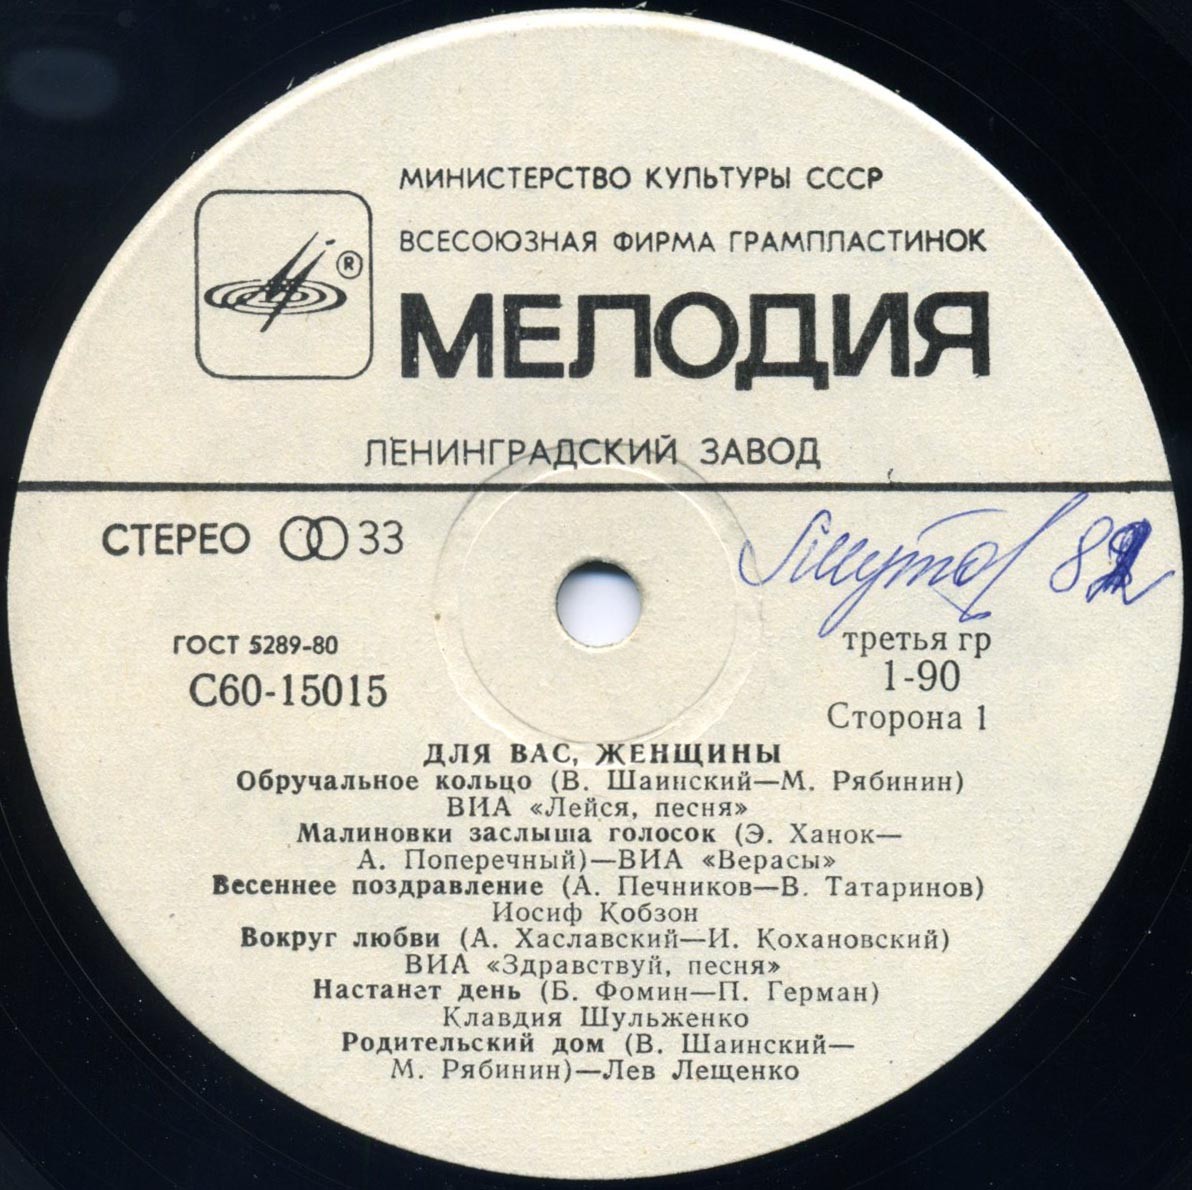 МИНИСТЕРСТВО КУЛЬТУРЫ СССР
ВСЕСОЮЗНАЯ ФИРМА ГРАМПЛАСТИНОК
®
МЕЛОДИЯ
ЛЕНИНГРАДСКИЙ ЗАВОД
СТЕРЕО 33
82
ГОСТ 5289-80
С60-15015
третья гр
1-90
Сторона 1
ДЛЯ ВАС, ЖЕНЩИНЫ
Обручальное кольцо (В. Шаинский—М. Рябинин)
ВИА «Лейся, песня»
Малиновки заслыша голосок (Э. Ханок—
А. Поперечный)—ВИА «Верасы»
Весеннее поздравление (А. Печников—В. Татаринов)
Иосиф Кобзон
Вокруг любви (А. Хаславский—И. Кохановский)
ВИА «Здравствуй, песня»
Настанет день (Б. Фомин—П. Герман)
Клавдия Шульженко
Родительский дом (В. Шаинский—
М. Рябинин)—Лев Лещенко